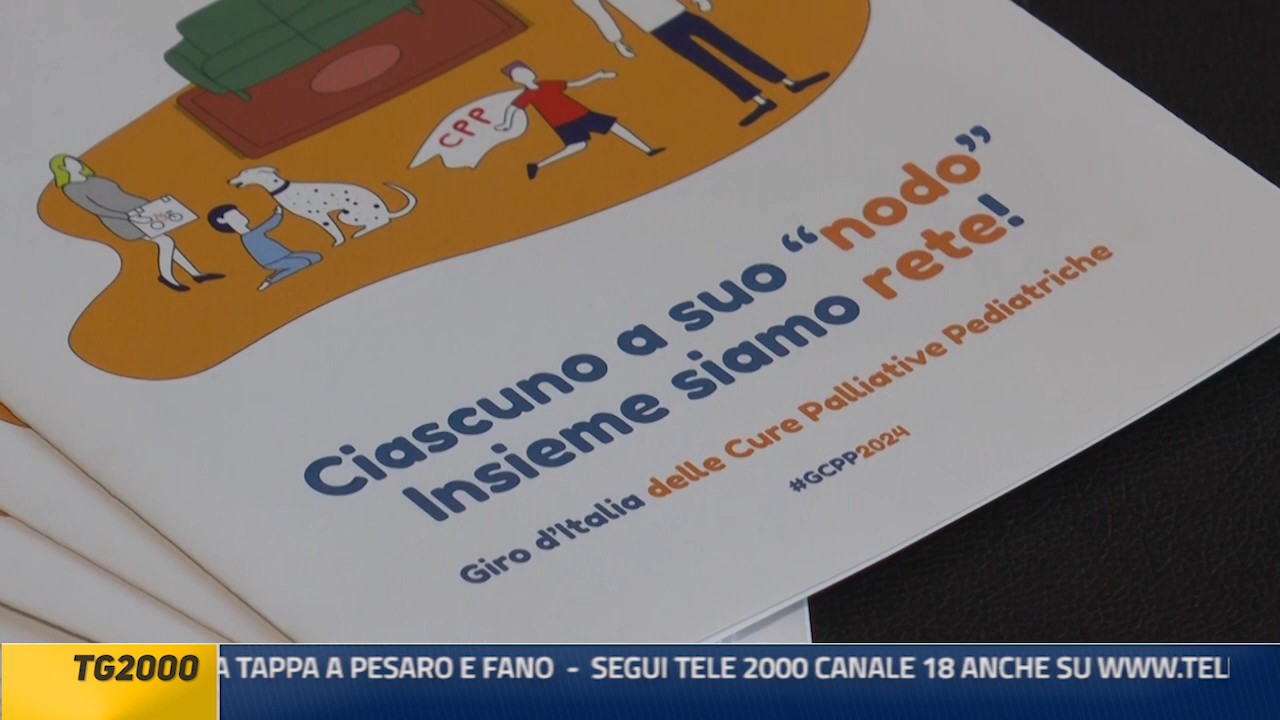 CPP
Ciascuno a suo “nodo”
Insieme siamo rete!
Giro d'Italia delle Cure Palliative Pediatriche
#GCPP2024
TG2000
A TAPPA A PESARO E FANO - SEGUI TELE 2000 CANALE 18 ANCHE SU WWW.TEL